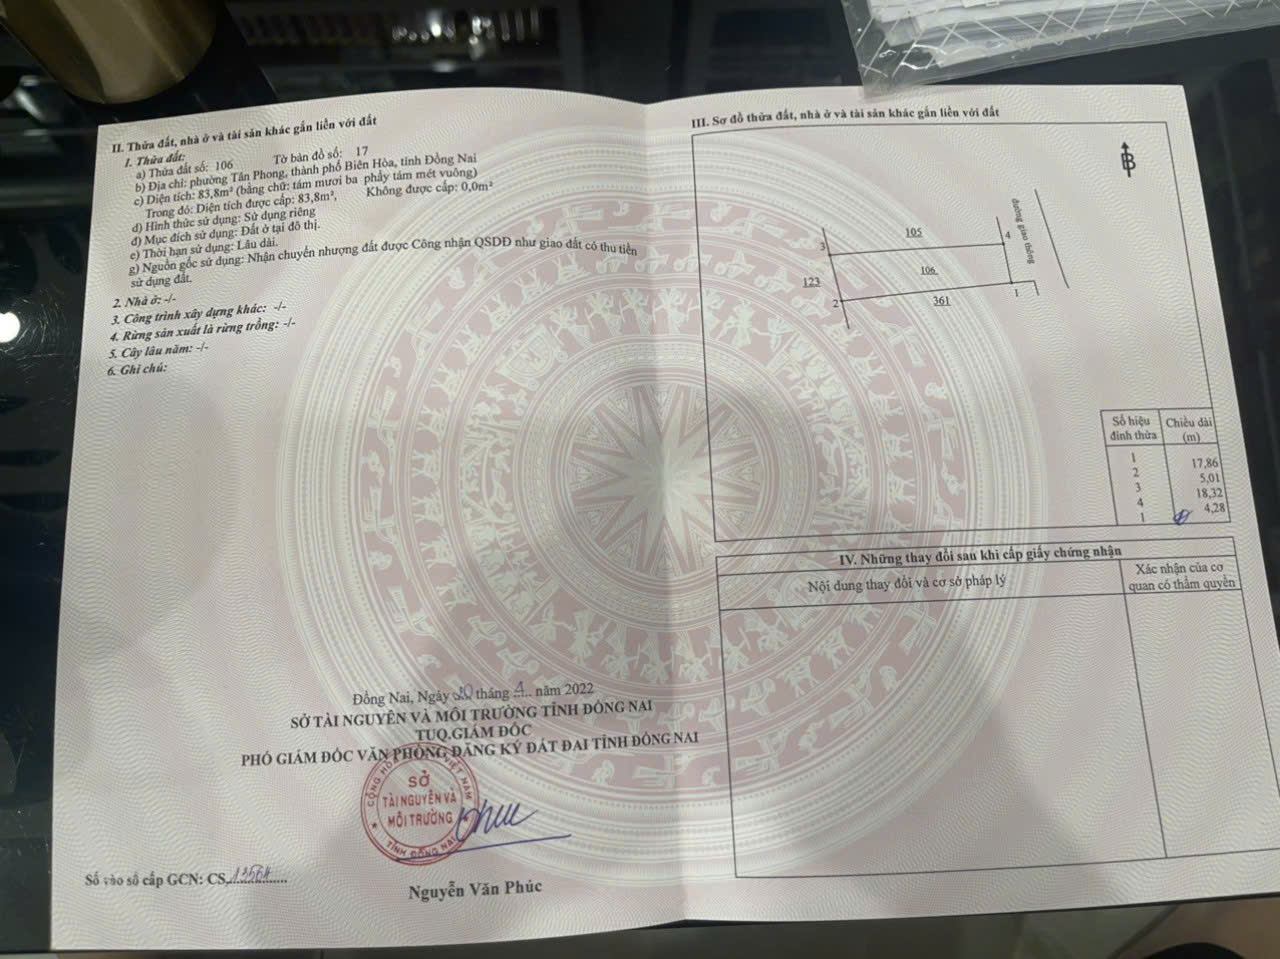 II. Thửa đất, nhà ở và tài sản khác gắn liền với đất
1. Thửa đất:
a) Thửa đất số: 106 Tờ bản đồ số: 17
b) Địa chỉ: phường Tân Phong, thành phố Biên Hòa, tỉnh Đồng Nai
c) Diện tích: 83,8m² (bằng chữ: tám mươi ba phẩy tám mét vuông)
Trong đó: Diện tích được cấp: 83,8m², Không được cấp: 0,0m²
d) Hình thức sử dụng: Sử dụng riêng
đ) Mục đích sử dụng: Đất ở tại đô thị.
e) Thời hạn sử dụng: Lâu dài.
g) Nguồn gốc sử dụng: Nhận chuyển nhượng đất được Công nhận QSDĐ như giao đất có thu tiền
sử dụng đất.
2. Nhà ở: -/-
3. Công trình xây dựng khác: -/-
4. Rừng sản xuất là rừng trồng: -/-
5. Cây lâu năm: -/-
6. Ghi chú:
Đồng Nai, Ngày tháng năm 2022
SỞ TÀI NGUYÊN VÀ MÔI TRƯỜNG TỈNH ĐỒNG NAI
TUQ.GIÁM ĐỐC
PHÓ GIÁM ĐỐC VĂN PHÒNG ĐĂNG KÝ ĐẤT ĐAI TỈNH ĐỒNG NAI
SỞ
TÀI NGUYÊN VÀ
MÔI TRƯỜNG
TỈNH ĐỒNG NAI
Nguyễn Văn Phúc
Số vào sổ cấp GCN: CS
III. Sơ đồ thửa đất, nhà ở và tài sản khác gắn liền với đất
B
đường giao thông
105
3
4
123
106
2
361
1
Số hiệu đỉnh thửa Chiều dài (m)
1
17,86
2
5,01
3
18,32
4
4,28
1
IV. Những thay đổi sau khi cấp giấy chứng nhận
Nội dung thay đổi và cơ sở pháp lý
Xác nhận của cơ
quan có thẩm quyền